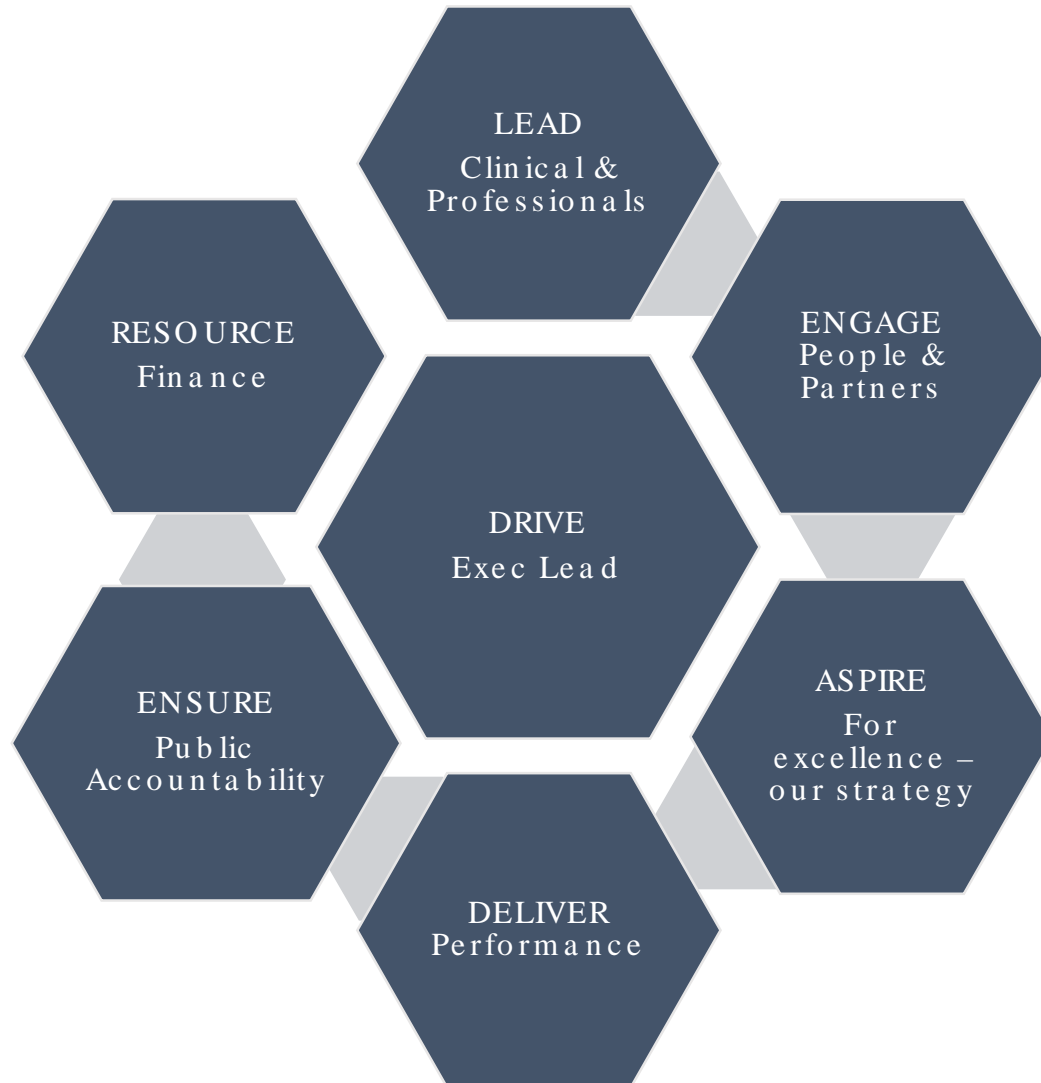 LEAD
Clinical &
Professionals
ENGAGE
People &
Partners
ASPIRE
For
excellence –
our strategy
DELIVER
Performance
ENSURE
Public
Accountability
RESOURCE
Finance
DRIVE
Exec Lead